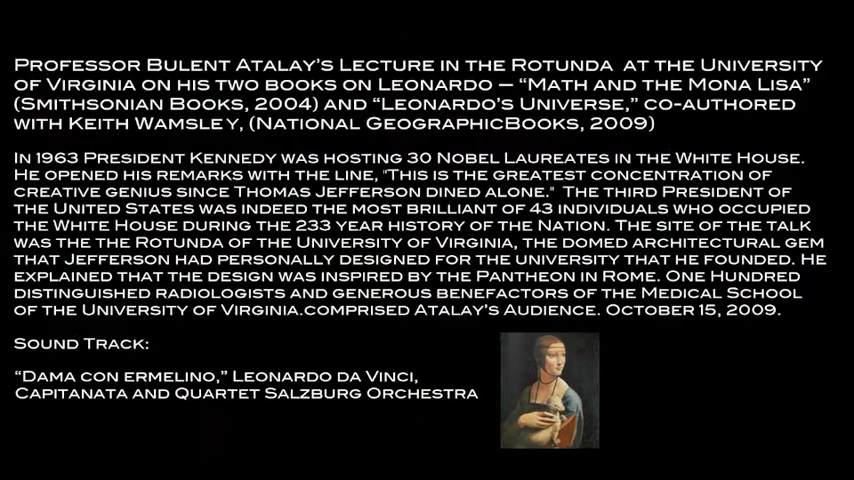 Professor Bulent Atalay's Lecture in the Rotunda at the University
of Virginia on his two books on Leonardo – “Math and the Mona Lisa”
(Smithsonian Books, 2004) and “Leonardo's Universe,” co-authored
with Keith Wamsley, (National GeographicBooks, 2009)
In 1963 President Kennedy was hosting 30 Nobel Laureates in the White House.
He opened his remarks with the line, "This is the greatest concentration of
creative genius since Thomas Jefferson dined alone." The third President of
the United States was indeed the most brilliant of 43 individuals who occupied
the White House during the 233 year history of the Nation. The site of the talk
was the the Rotunda of the University of Virginia, the domed architectural gem
that Jefferson had personally designed for the university that he founded. He
explained that the design was inspired by the Pantheon in Rome. One Hundred
distinguished radiologists and generous benefactors of the Medical School
of the University of Virginia.comprised Atalay's Audience. October 15, 2009.
Sound Track:
“Dama con ermelino,” Leonardo da Vinci,
Capitanata and Quartet Salzburg Orchestra